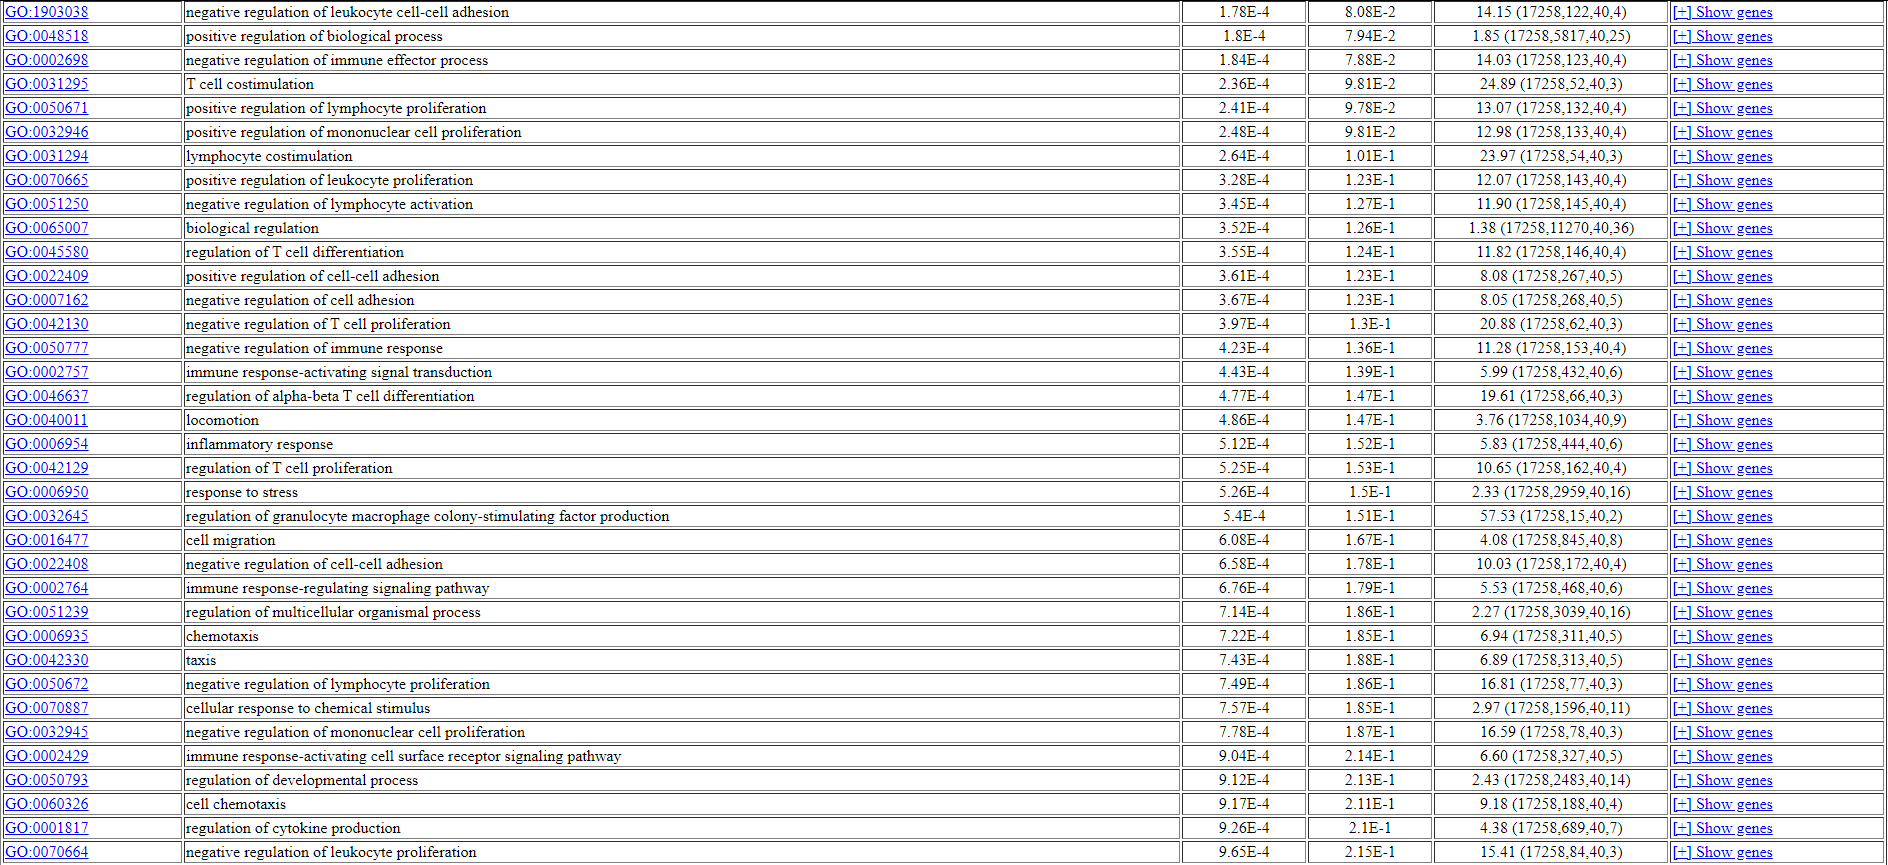 GO:1903038 negative regulation of leukocyte cell-cell adhesion 1.78E-4 8.08E-2 14.15 (17258,122,40,4) [+] Show genes
GO:0048518 positive regulation of biological process 1.8E-4 7.94E-2 1.85 (17258,5817,40,25) [+] Show genes
GO:0002698 negative regulation of immune effector process 1.84E-4 7.88E-2 14.03 (17258,123,40,4) [+] Show genes
GO:0031295 T cell costimulation 2.36E-4 9.81E-2 24.89 (17258,52,40,3) [+] Show genes
GO:0050671 positive regulation of lymphocyte proliferation 2.41E-4 9.78E-2 13.07 (17258,132,40,4) [+] Show genes
GO:0032946 positive regulation of mononuclear cell proliferation 2.48E-4 9.81E-2 12.98 (17258,133,40,4) [+] Show genes
GO:0031294 lymphocyte costimulation 2.64E-4 1.01E-1 23.97 (17258,54,40,3) [+] Show genes
GO:0070665 positive regulation of leukocyte proliferation 3.28E-4 1.23E-1 12.07 (17258,143,40,4) [+] Show genes
GO:0051250 negative regulation of lymphocyte activation 3.45E-4 1.27E-1 11.90 (17258,145,40,4) [+] Show genes
GO:0065007 biological regulation 3.52E-4 1.26E-1 1.38 (17258,11270,40,36) [+] Show genes
GO:0045580 regulation of T cell differentiation 3.55E-4 1.24E-1 11.82 (17258,146,40,4) [+] Show genes
GO:0022409 positive regulation of cell-cell adhesion 3.61E-4 1.23E-1 8.08 (17258,267,40,5) [+] Show genes
GO:0007162 negative regulation of cell adhesion 3.67E-4 1.23E-1 8.05 (17258,268,40,5) [+] Show genes
GO:0042130 negative regulation of T cell proliferation 3.97E-4 1.3E-1 20.88 (17258,62,40,3) [+] Show genes
GO:0050777 negative regulation of immune response 4.23E-4 1.36E-1 11.28 (17258,153,40,4) [+] Show genes
GO:0002757 immune response-activating signal transduction 4.43E-4 1.39E-1 5.99 (17258,432,40,6) [+] Show genes
GO:0046637 regulation of alpha-beta T cell differentiation 4.77E-4 1.47E-1 19.61 (17258,66,40,3) [+] Show genes
GO:0040011 locomotion 4.86E-4 1.47E-1 3.76 (17258,1034,40,9) [+] Show genes
GO:0006954 inflammatory response 5.12E-4 1.52E-1 5.83 (17258,444,40,6) [+] Show genes
GO:0042129 regulation of T cell proliferation 5.25E-4 1.53E-1 10.65 (17258,162,40,4) [+] Show genes
GO:0006950 response to stress 5.26E-4 1.5E-1 2.33 (17258,2959,40,16) [+] Show genes
GO:0032645 regulation of granulocyte macrophage colony-stimulating factor production 5.4E-4 1.51E-1 57.53 (17258,15,40,2) [+] Show genes
GO:0016477 cell migration 6.08E-4 1.67E-1 4.08 (17258,845,40,8) [+] Show genes
GO:0022408 negative regulation of cell-cell adhesion 6.58E-4 1.78E-1 10.03 (17258,172,40,4) [+] Show genes
GO:0002764 immune response-regulating signaling pathway 6.76E-4 1.79E-1 5.53 (17258,468,40,6) [+] Show genes
GO:0051239 regulation of multicellular organismal process 7.14E-4 1.86E-1 2.27 (17258,3039,40,16) [+] Show genes
GO:0006935 chemotaxis 7.22E-4 1.85E-1 6.94 (17258,311,40,5) [+] Show genes
GO:0042330 taxis 7.43E-4 1.88E-1 6.89 (17258,313,40,5) [+] Show genes
GO:0050672 negative regulation of lymphocyte proliferation 7.49E-4 1.86E-1 16.81 (17258,77,40,3) [+] Show genes
GO:0070887 cellular response to chemical stimulus 7.57E-4 1.85E-1 2.97 (17258,1596,40,11) [+] Show genes
GO:0032945 negative regulation of mononuclear cell proliferation 7.78E-4 1.87E-1 16.59 (17258,78,40,3) [+] Show genes
GO:0002429 immune response-activating cell surface receptor signaling pathway 9.04E-4 2.14E-1 6.60 (17258,327,40,5) [+] Show genes
GO:0050793 regulation of developmental process 9.12E-4 2.13E-1 2.43 (17258,2483,40,14) [+] Show genes
GO:0060326 cell chemotaxis 9.17E-4 2.11E-1 9.18 (17258,188,40,4) [+] Show genes
GO:0001817 regulation of cytokine production 9.26E-4 2.1E-1 4.38 (17258,689,40,7) [+] Show genes
GO:0070664 negative regulation of leukocyte proliferation 9.65E-4 2.15E-1 15.41 (17258,84,40,3) [+] Show genes